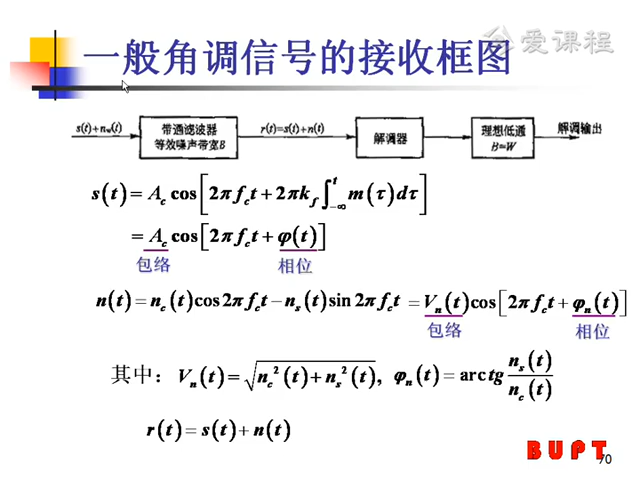 爱课程
一般角调信号的接收框图
s(t)+n_w(t) 带通滤波器 r(t)=s(t)+n(t) 解调器 理想低通 解调输出
等效噪声带宽B B=W
s(t) = A_c cos[2πf_c t + 2πk_f ∫_{-∞}^{t} m(τ)dτ]
= A_c cos[2πf_c t + φ(t)]
包络 相位
n(t) = n_c(t)cos2πf_c t − n_s(t)sin2πf_c t = V_n(t)cos[2πf_c t + φ_n(t)]
包络 相位
其中: V_n(t) = √(n_c²(t) + n_s²(t)), φ_n(t) = arctg n_s(t)/n_c(t)
r(t) = s(t) + n(t)
BUPT
70